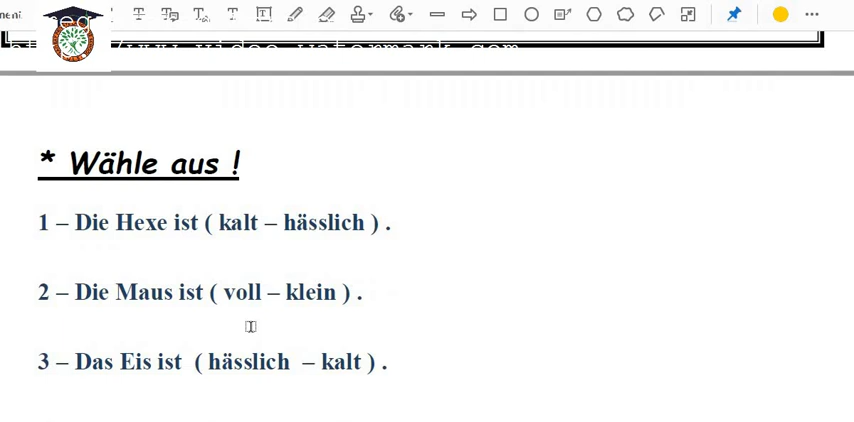 * Wähle aus !
1 – Die Hexe ist ( kalt – hässlich ) .
2 – Die Maus ist ( voll – klein ) .
3 – Das Eis ist ( hässlich – kalt ) .